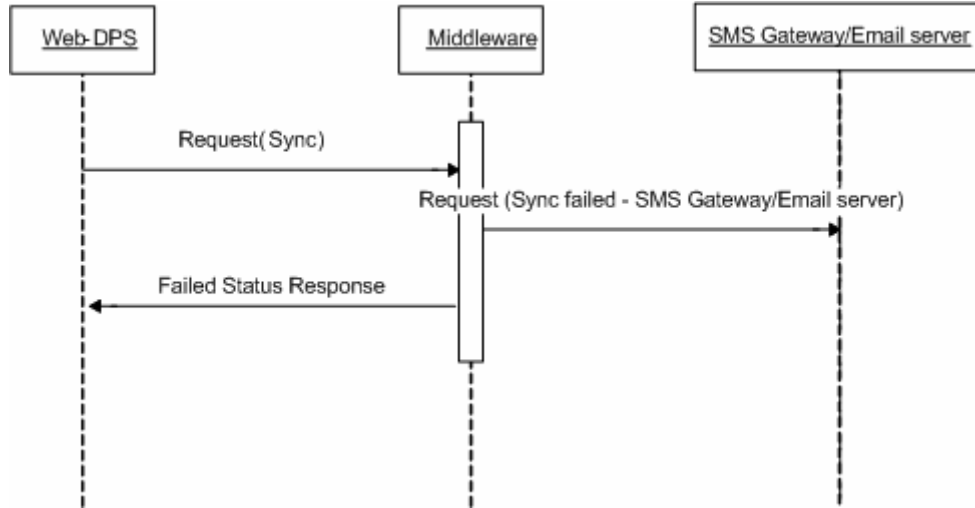 Web-DPS
Middleware
SMS Gateway/Email server
Request(Sync)
Request (Sync failed - SMS Gateway/Email server)
Failed Status Response